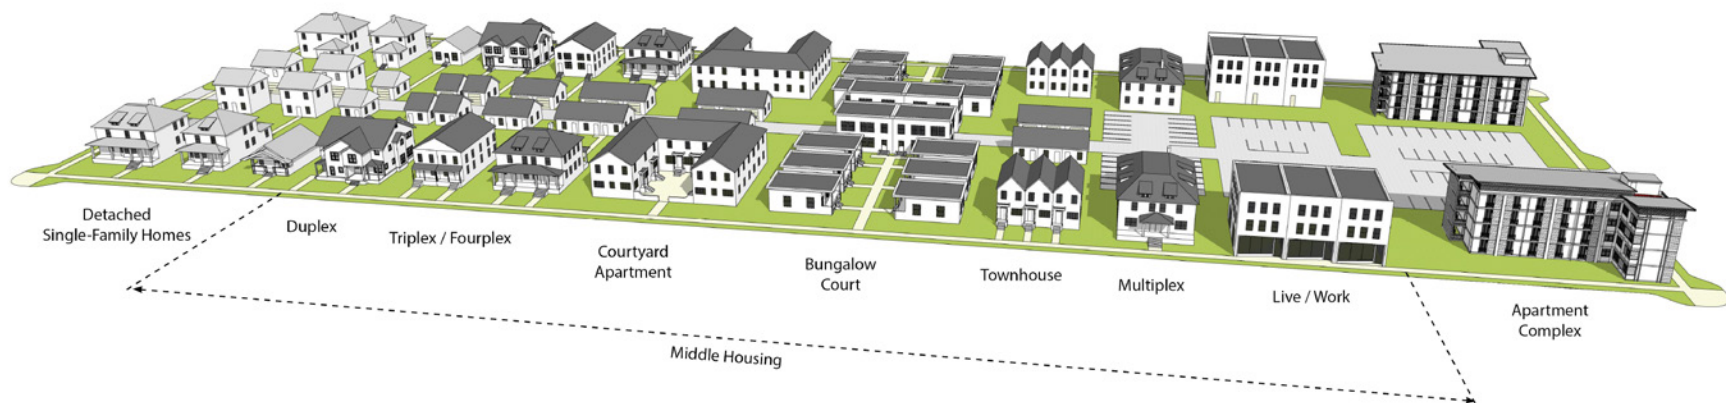 Detached
Single-Family Homes
Duplex
Triplex / Fourplex
Courtyard
Apartment
Bungalow
Court
Townhouse
Multiplex
Live / Work
Apartment
Complex
Middle Housing